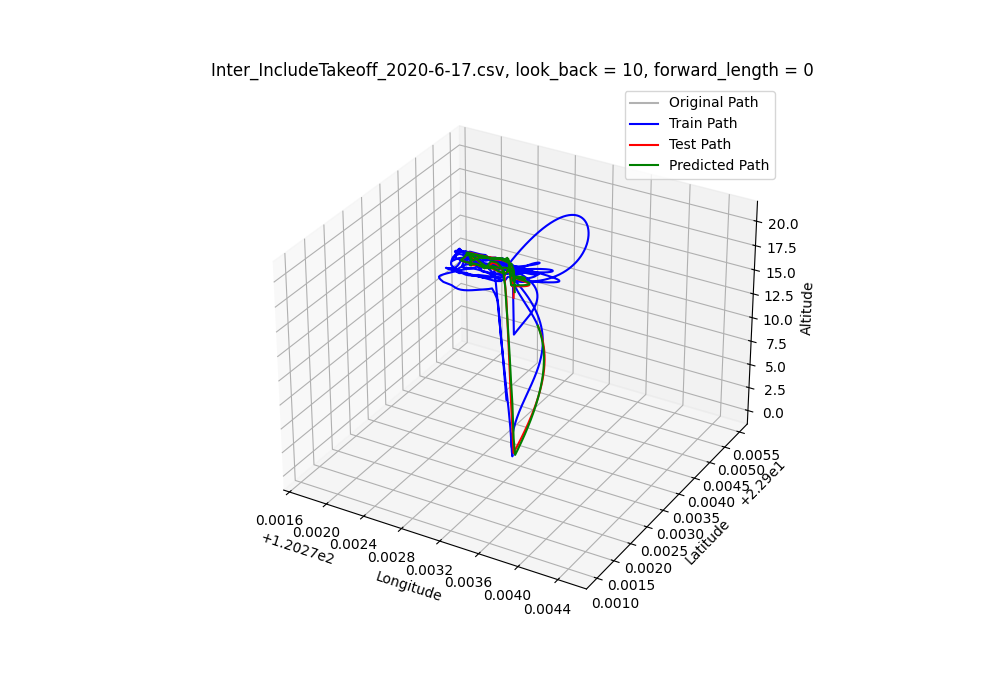 Inter_IncludeTakeoff_2020-6-17.csv, look_back = 10, forward_length = 0
Original Path
Train Path
Test Path
Predicted Path
20.0
17.5
15.0
12.5
10.0
7.5
5.0
2.5
0.0
Altitude
0.0055
0.0050
0.0045
0.0040
0.0035
0.0030
0.0025
0.0020
0.0015
0.0010
+2.29e1
Latitude
0.0016
0.0020
0.0024
0.0028
0.0032
0.0036
0.0040
0.0044
+1.2027e2
Longitude